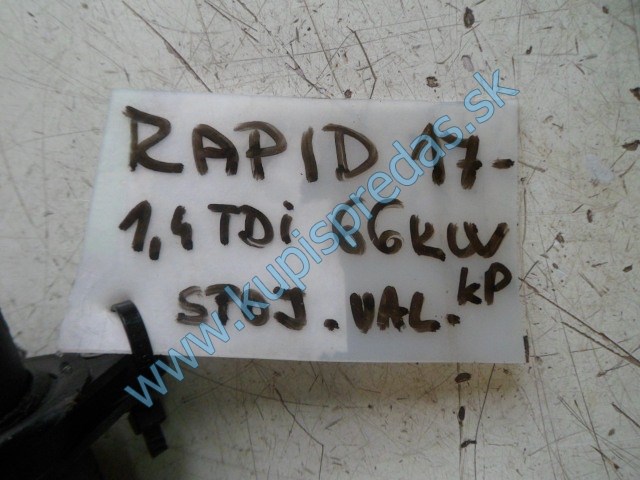 RAPID 17-
1,4 TDi 66KW
STOJ. VAL. KP
www.kupispredas.sk